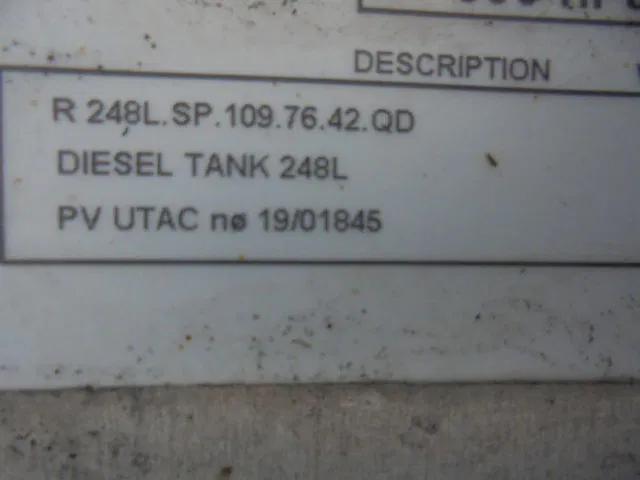 DESCRIPTION
R 248L.SP.109.76.42.QD
DIESEL TANK 248L
PV UTAC nø 19/01845